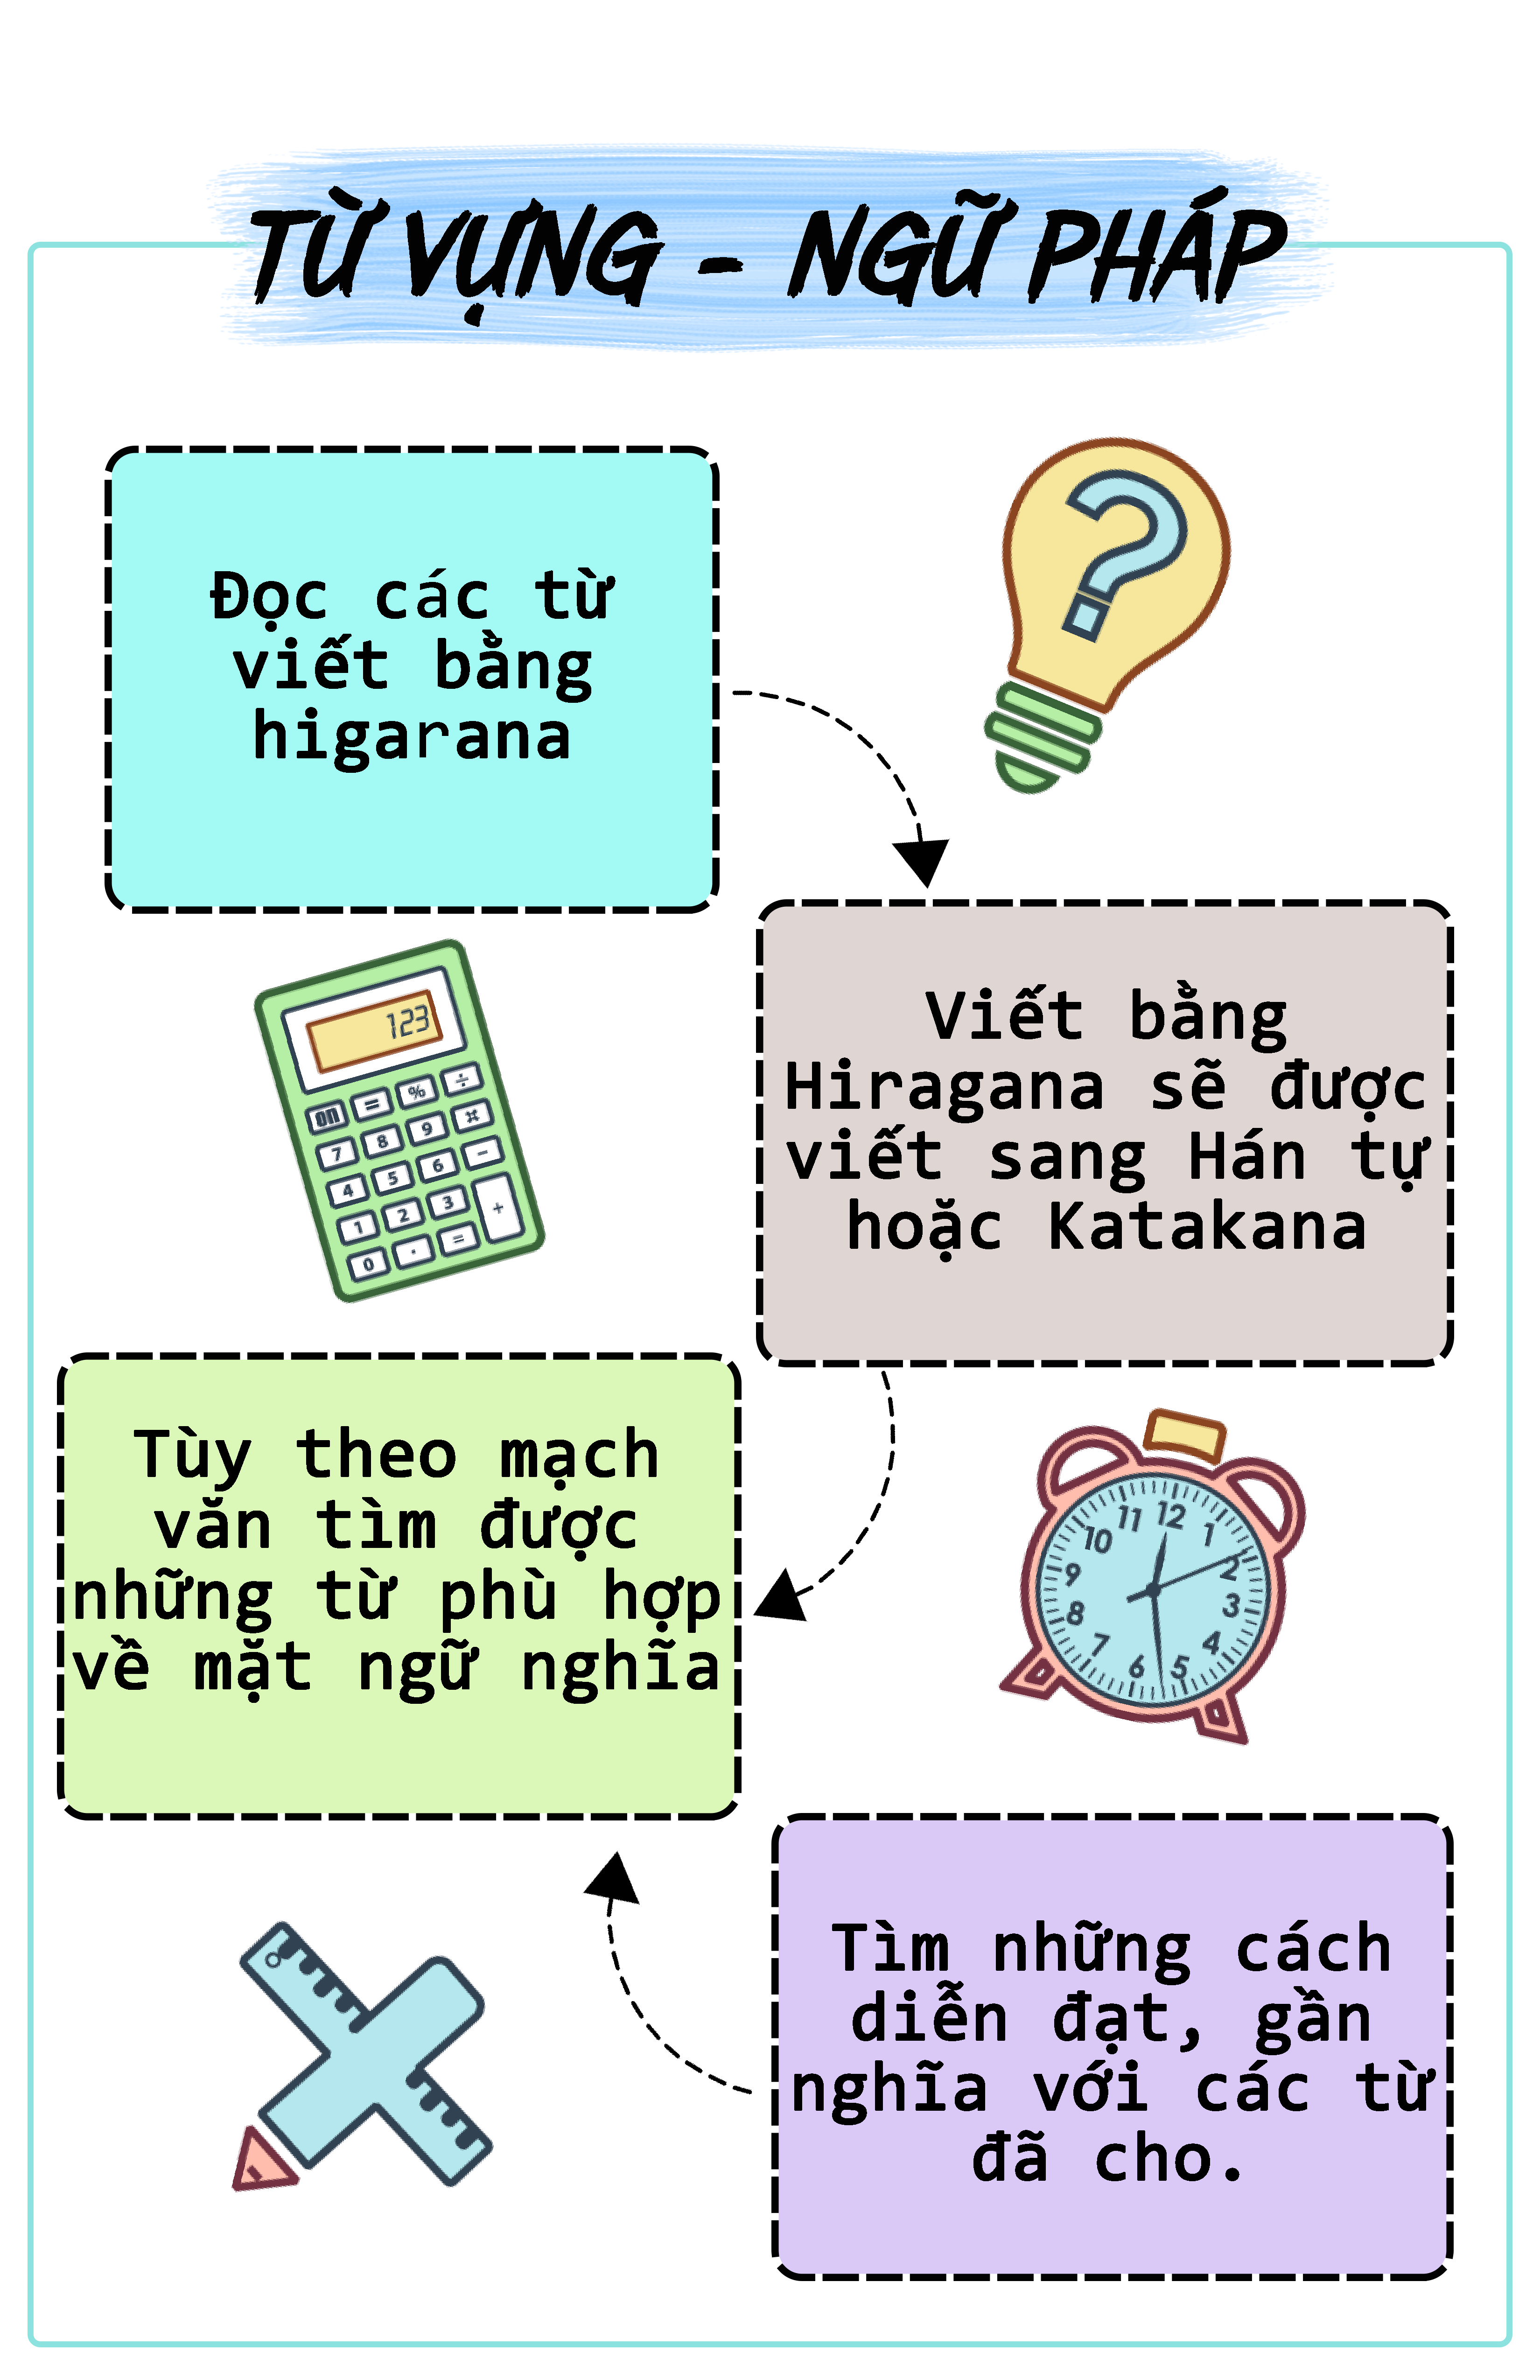 TỪ VỰNG - NGỮ PHÁP
Đọc các từ
viết bằng
higarana
Viết bằng
Hiragana sẽ được
viết sang Hán tự
hoặc Katakana
123
ON = % ÷
7 8 9 ×
4 5 6 -
1 2 3 +
0 . =
Tùy theo mạch
văn tìm được
những từ phù hợp
về mặt ngữ nghĩa
12
11 1
10 2
9 3
8 4
7 6 5
Tìm những cách
diễn đạt, gần
nghĩa với các từ
đã cho.